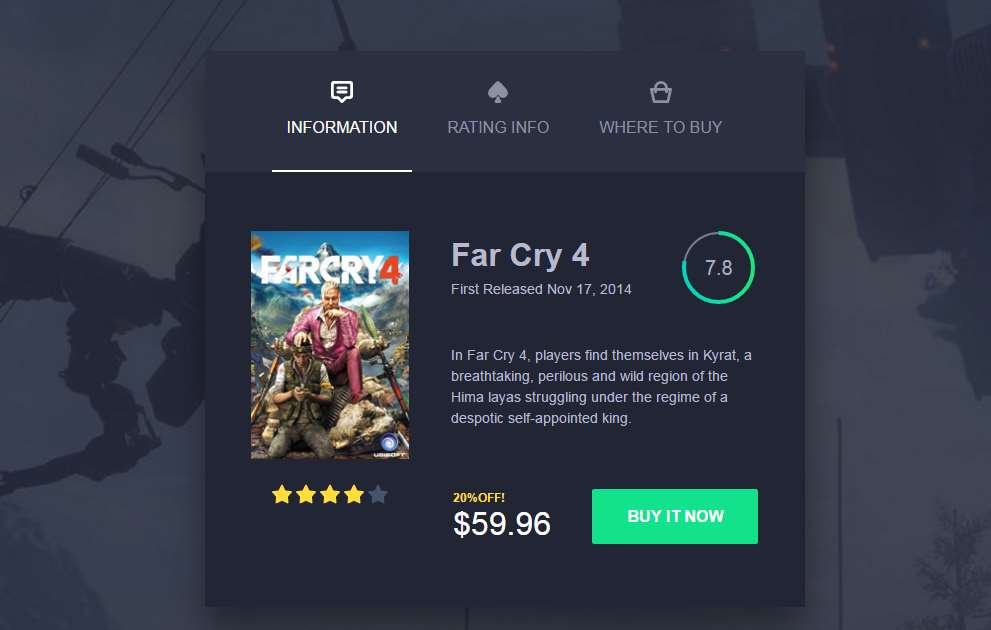 INFORMATION
RATING INFO
WHERE TO BUY
FARCRY4
UBISOFT
Far Cry 4
First Released Nov 17, 2014
7.8
In Far Cry 4, players find themselves in Kyrat, a
breathtaking, perilous and wild region of the
Hima layas struggling under the regime of a
despotic self-appointed king.
20%OFF!
$59.96
BUY IT NOW